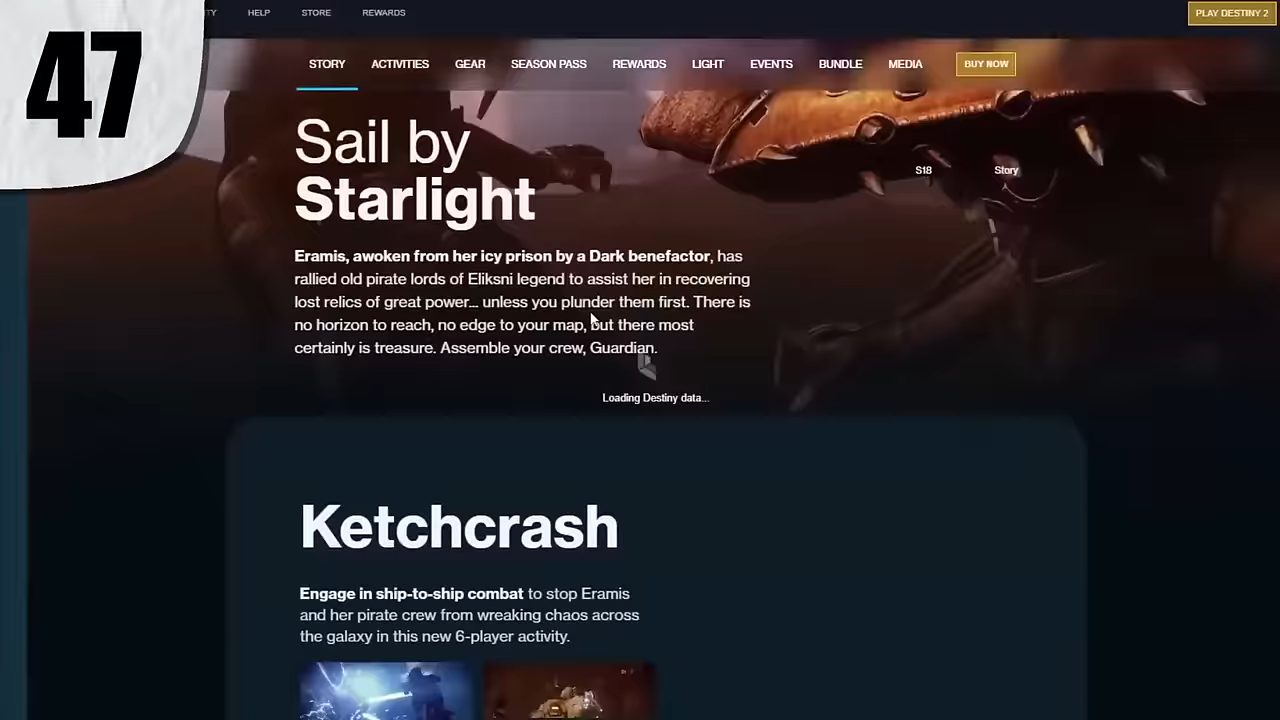 47
TY
HELP
STORE
REWARDS
PLAY DESTINY 2
STORY
ACTIVITIES
GEAR
SEASON PASS
REWARDS
LIGHT
EVENTS
BUNDLE
MEDIA
BUY NOW
Sail by
Starlight
S18
Story
Eramis, awoken from her icy prison by a Dark benefactor, has
rallied old pirate lords of Eliksni legend to assist her in recovering
lost relics of great power... unless you plunder them first. There is
no horizon to reach, no edge to your map, but there most
certainly is treasure. Assemble your crew, Guardian.
Loading Destiny data...
Ketchcrash
Engage in ship-to-ship combat to stop Eramis
and her pirate crew from wreaking chaos across
the galaxy in this new 6-player activity.